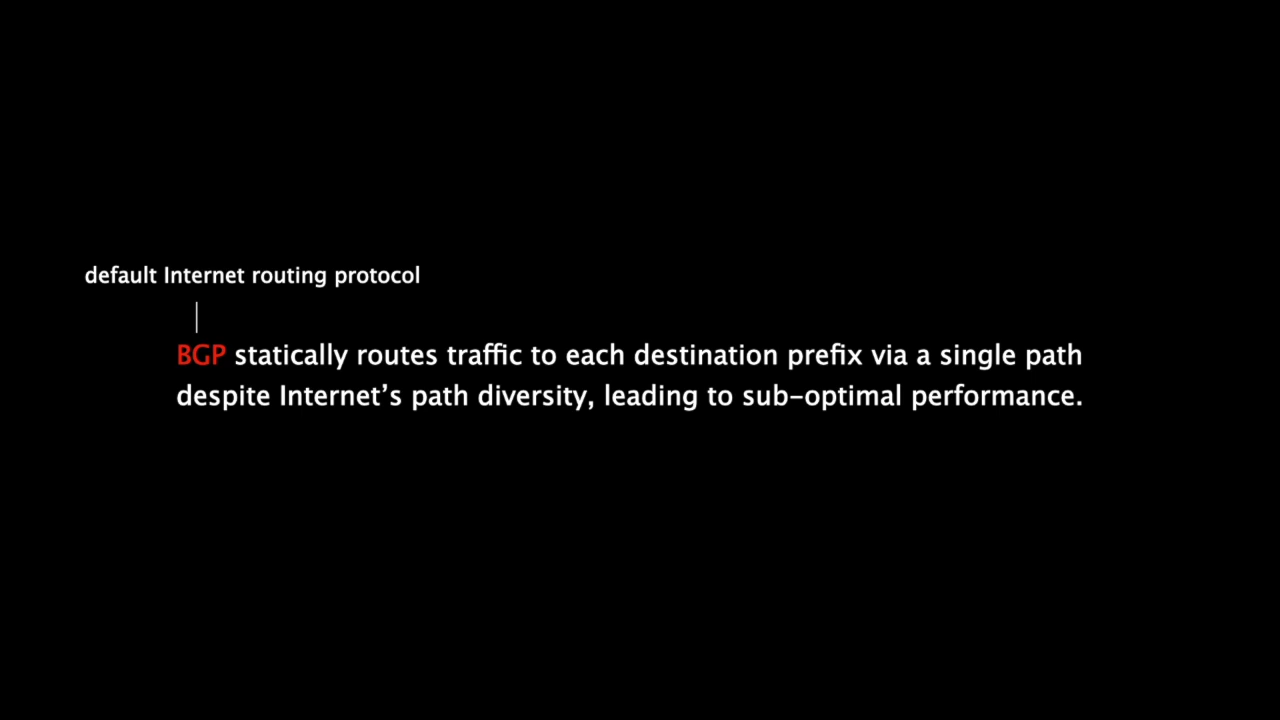 default Internet routing protocol
BGP statically routes traffic to each destination prefix via a single path
despite Internet’s path diversity, leading to sub-optimal performance.